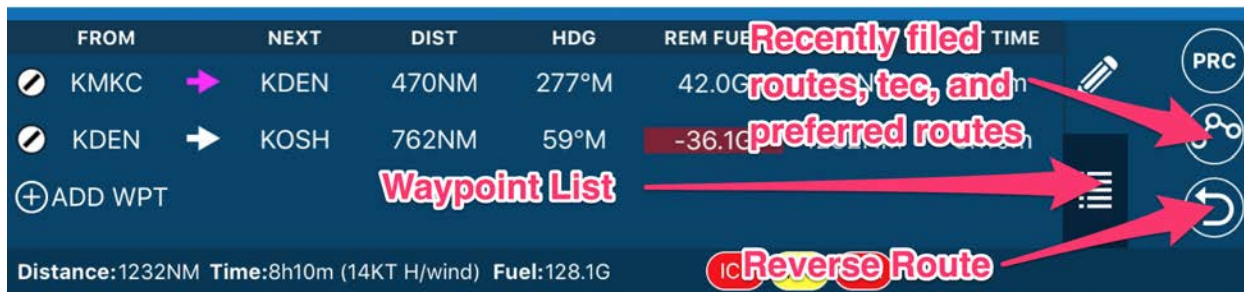 FROM NEXT DIST HDG REM FUE TIME
KMKC KDEN 470NM 277°M 42.0G
KDEN KOSH 762NM 59°M -36.1G
ADD WPT
Distance:1232NM Time:8h10m (14KT H/wind) Fuel:128.1G
Recently filed
routes, tec, and
preferred routes
Waypoint List
Reverse Route
PRC